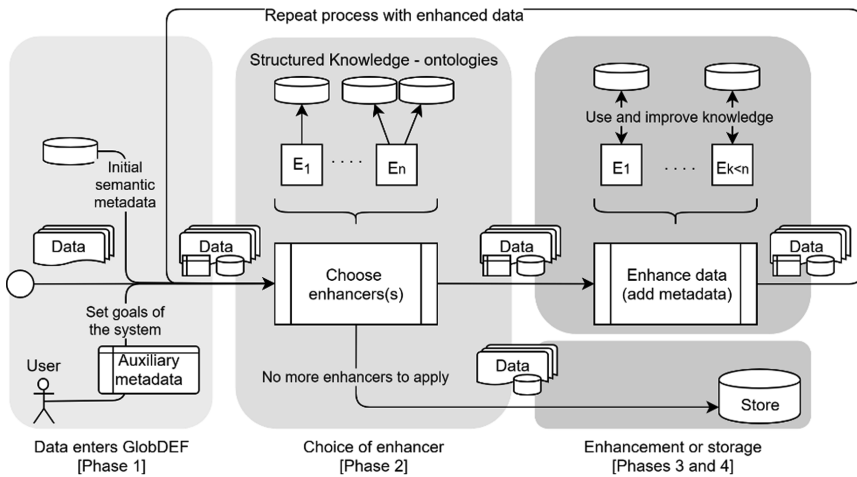 Repeat process with enhanced data
Structured Knowledge - ontologies
Use and improve knowledge
E1
. . . .
En
E1
. . . .
Ek<n
Initial
semantic
metadata
Data
Data
Data
Data
Choose
enhancers(s)
Enhance data
(add metadata)
Set goals of
the system
User
Auxiliary
metadata
No more enhancers to apply
Data
Store
Data enters GlobDEF
[Phase 1]
Choice of enhancer
[Phase 2]
Enhancement or storage
[Phases 3 and 4]